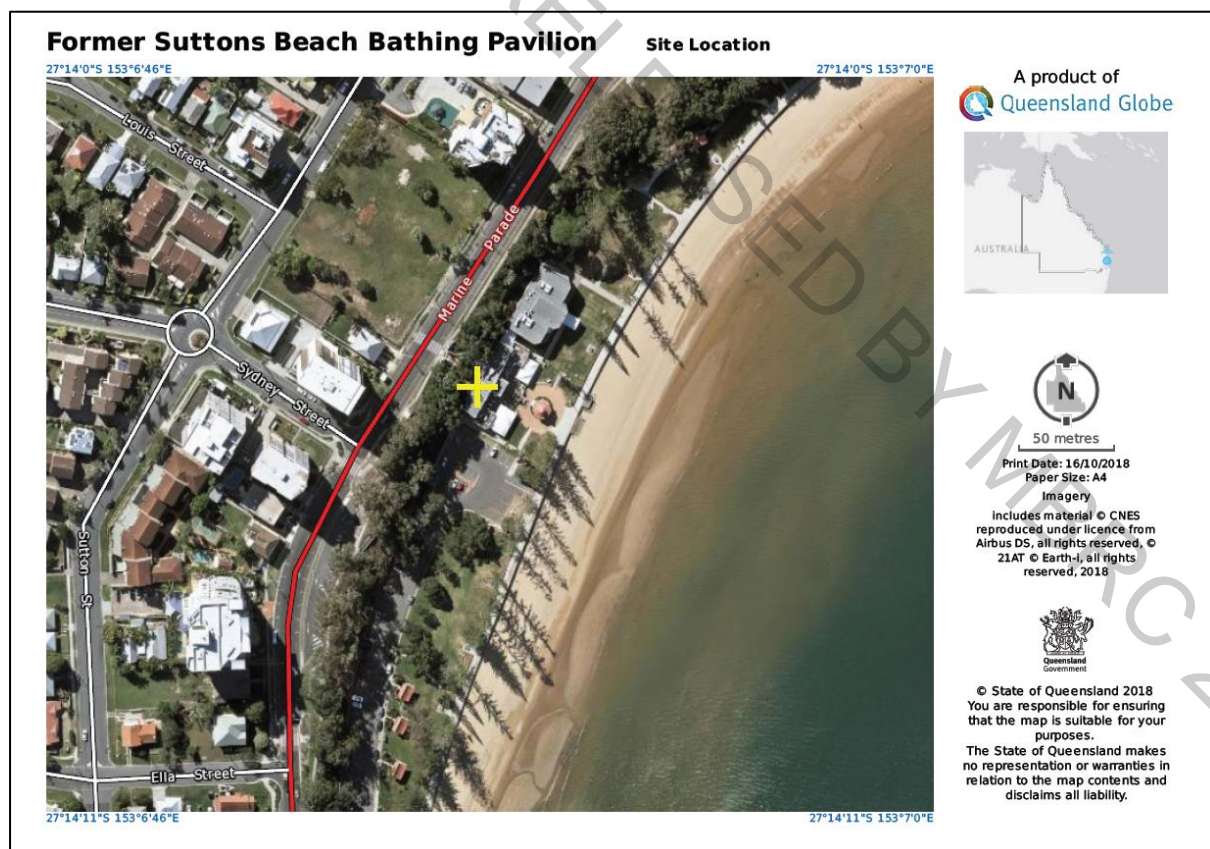 Former Suttons Beach Bathing Pavilion
Site Location
27°14'0"S 153°6'46"E
27°14'0"S 153°7'0"E
Louis Street
Marine Parade
Sydney Street
Sutton St
Ella Street
27°14'11"S 153°6'46"E
27°14'11"S 153°7'0"E
A product of
Queensland Globe
AUSTRALIA
N
50 metres
Print Date: 16/10/2018
Paper Size: A4
Imagery
includes material © CNES
reproduced under licence from
Airbus DS, all rights reserved, ©
21AT © Earth-i, all rights
reserved, 2018
Queensland
Government
© State of Queensland 2018
You are responsible for ensuring
that the map is suitable for your
purposes.
The State of Queensland makes
no representation or warranties in
relation to the map contents and
disclaims all liability.
BY MBRC